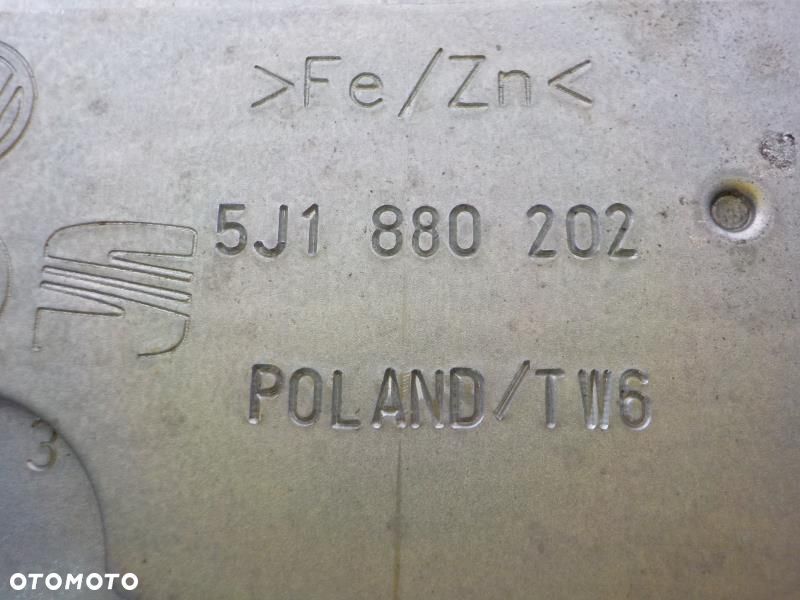 >Fe/Zn<
5J1 880 202
POLAND/TW6
3
OTOMOTO